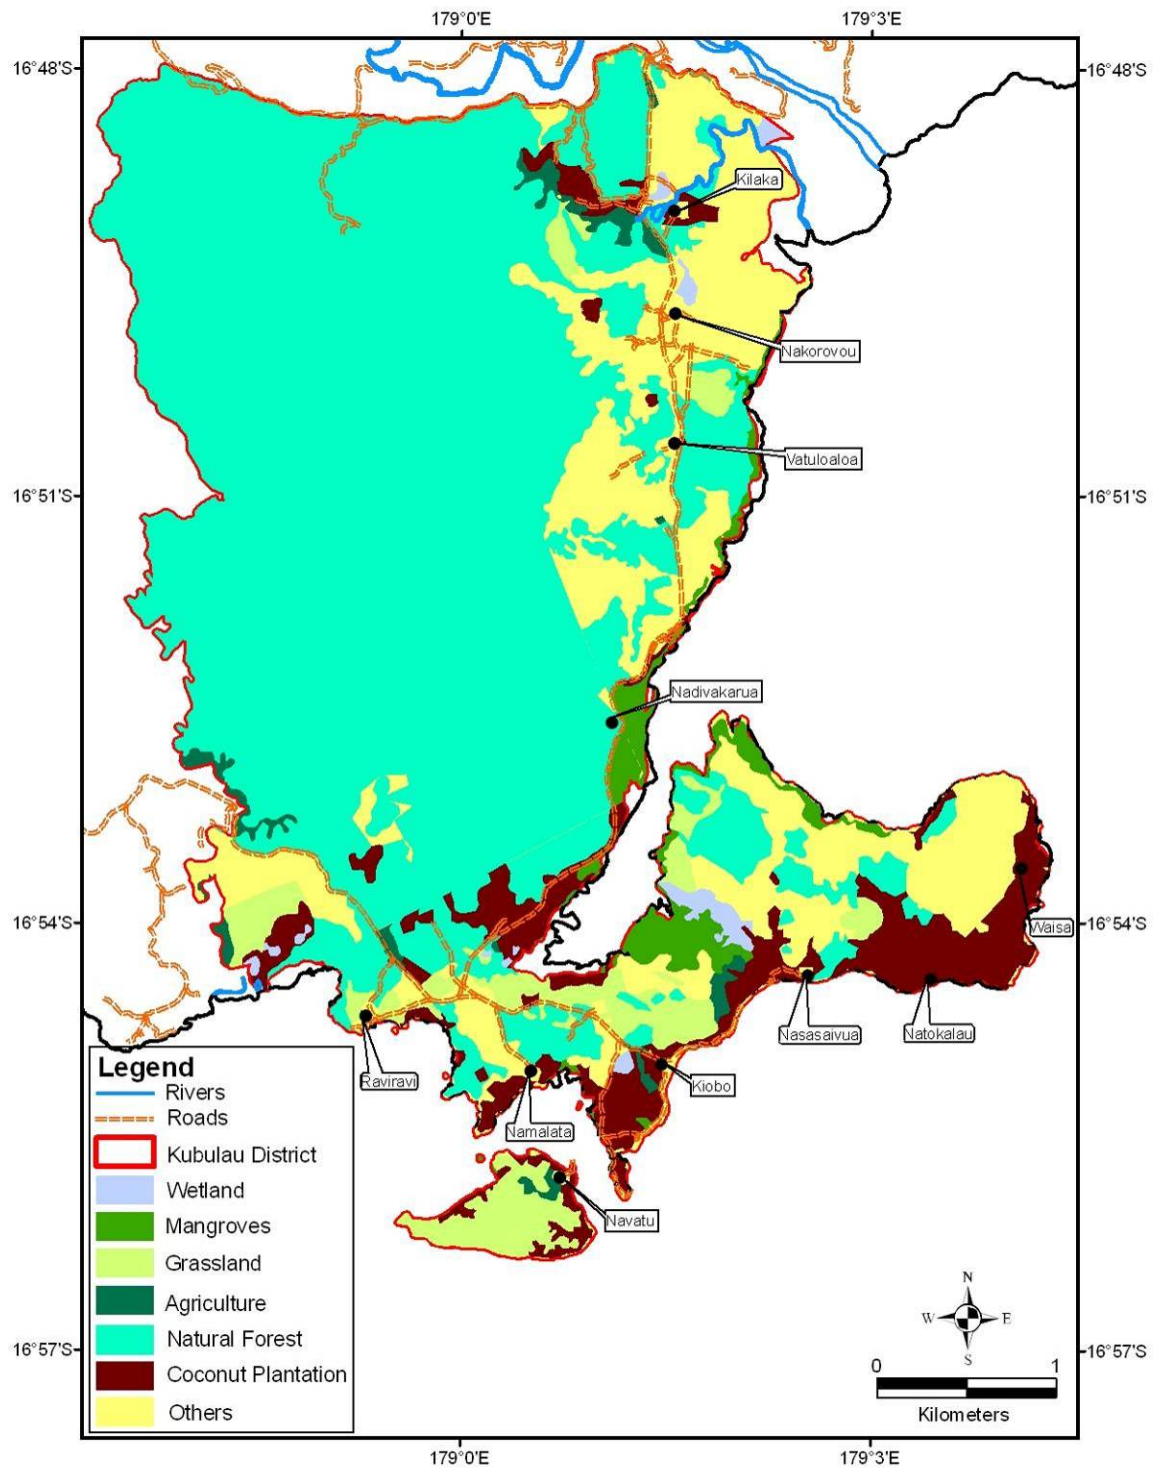 179°0'E
179°3'E
16°48'S
16°48'S
Kilaka
Nakorovou
Vatuloaloa
16°51'S
16°51'S
Nadivakarua
16°54'S
16°54'S
Waisa
Nasasaivua
Natokalau
Raviravi
Kiobo
Namalata
Navatu
Legend
Rivers
Roads
Kubulau District
Wetland
Mangroves
Grassland
Agriculture
Natural Forest
Coconut Plantation
Others
N
W
E
S
16°57'S
16°57'S
0
1
Kilometers
179°0'E
179°3'E